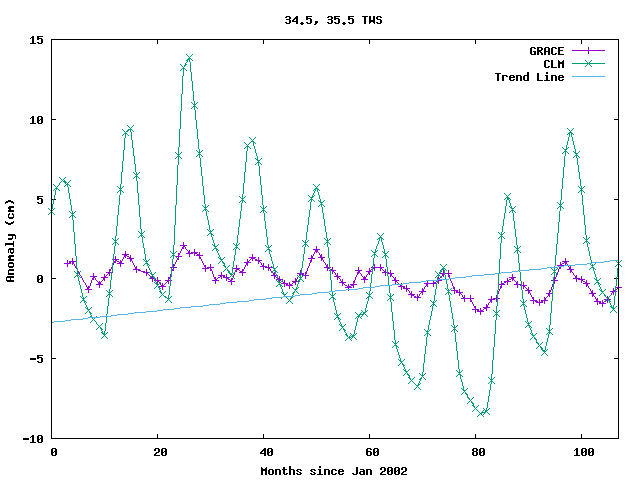 34.5, 35.5 TWS
GRACE
CLM
Trend Line
Anomaly (cm)
15
10
5
0
-5
-10
0 20 40 60 80 100
Months since Jan 2002